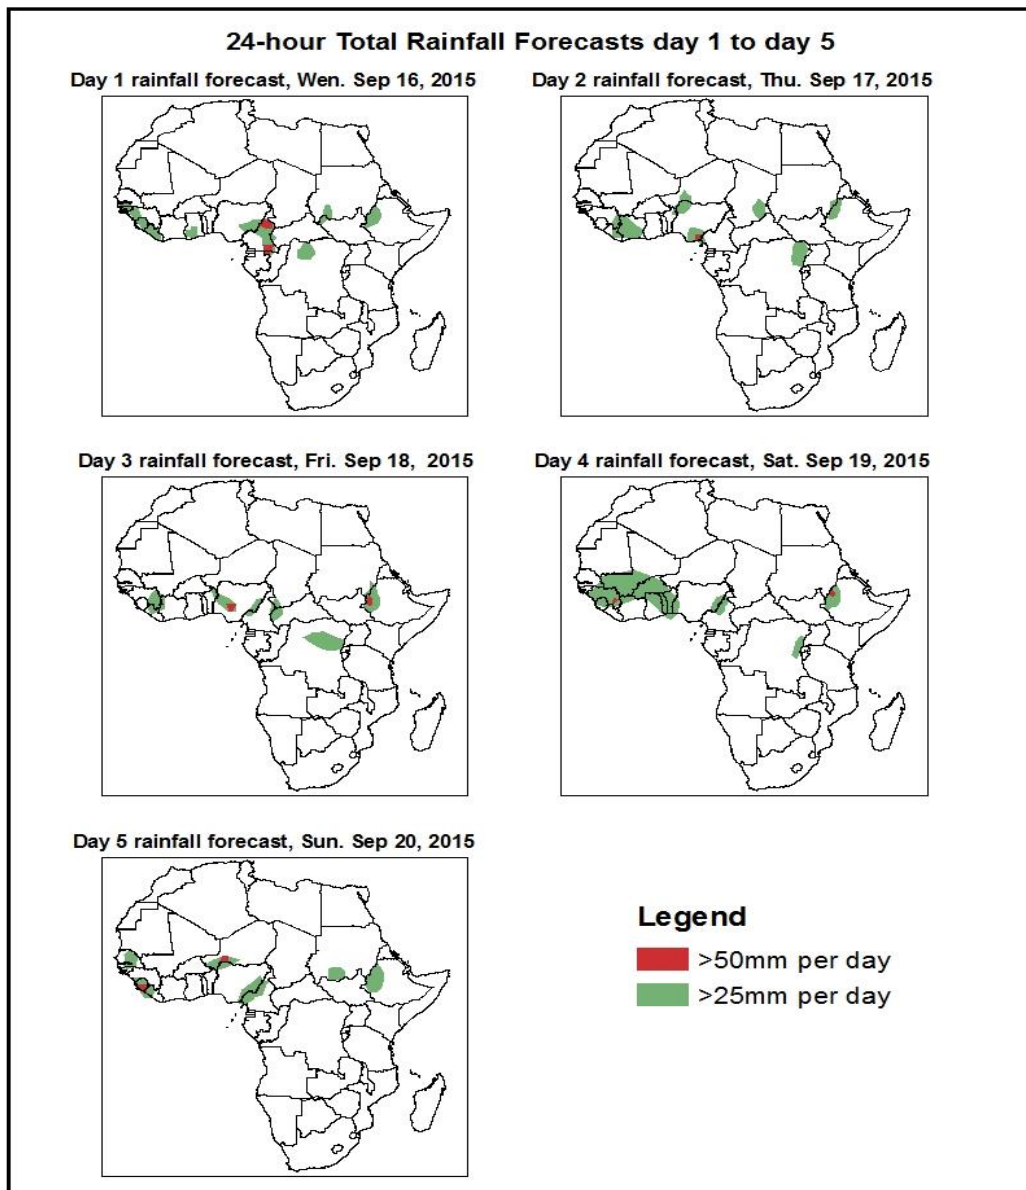 24-hour Total Rainfall Forecasts day 1 to day 5
Day 1 rainfall forecast, Wen. Sep 16, 2015
Day 2 rainfall forecast, Thu. Sep 17, 2015
Day 3 rainfall forecast, Fri. Sep 18, 2015
Day 4 rainfall forecast, Sat. Sep 19, 2015
Day 5 rainfall forecast, Sun. Sep 20, 2015
Legend
>50mm per day
>25mm per day